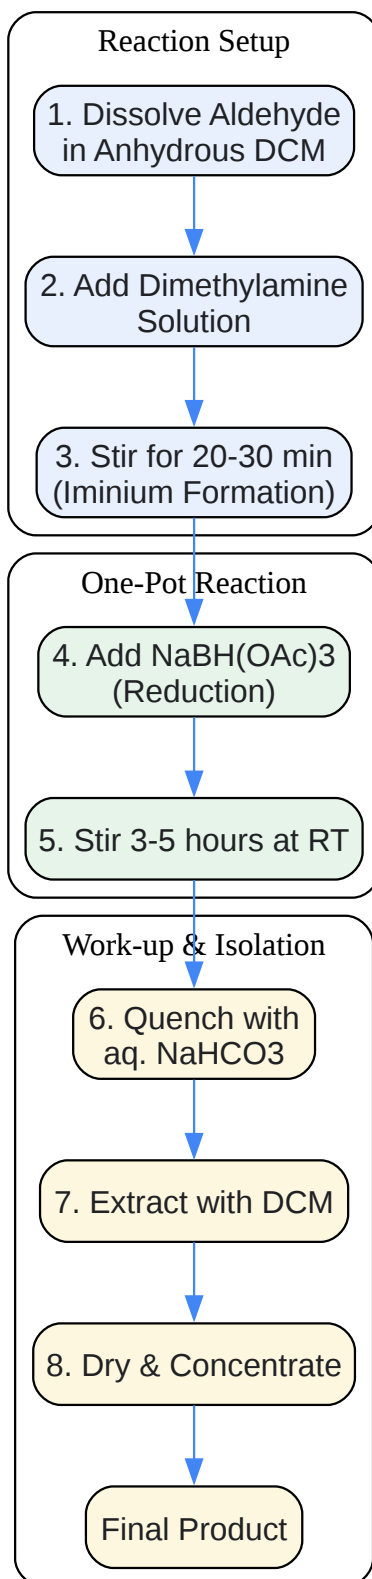 Reaction Setup
1. Dissolve Aldehyde
in Anhydrous DCM
2. Add Dimethylamine
Solution
3. Stir for 20-30 min
(Iminium Formation)
One-Pot Reaction
4. Add NaBH(OAc)3
(Reduction)
5. Stir 3-5 hours at RT
Work-up & Isolation
6. Quench with
aq. NaHCO3
7. Extract with DCM
8. Dry & Concentrate
Final Product